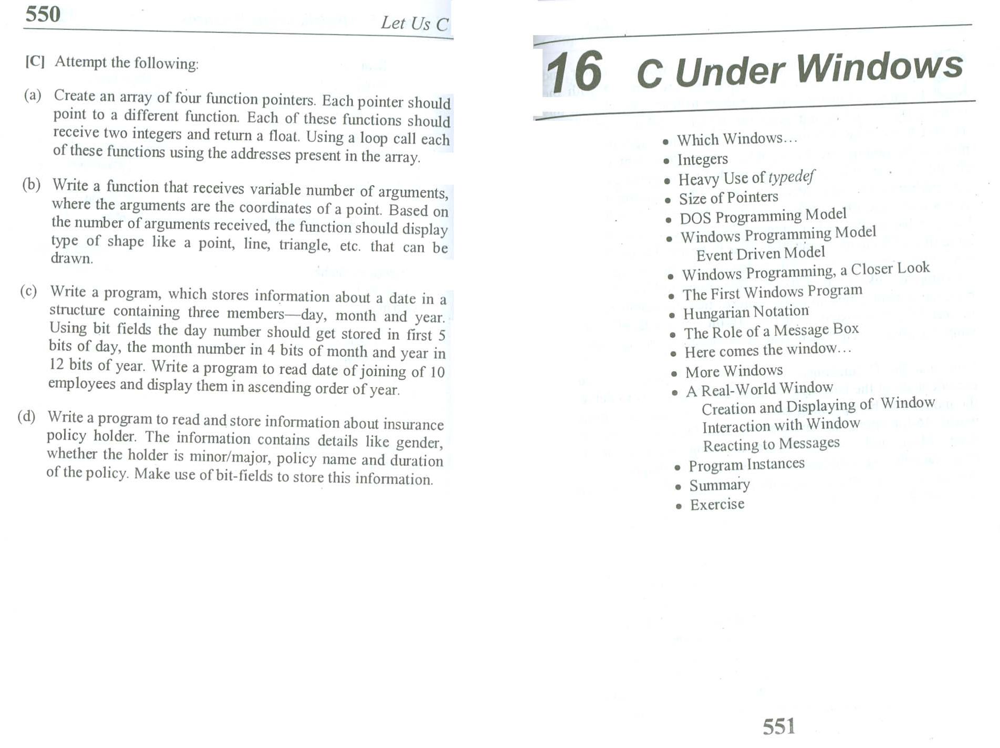 550
Let Us C
[C] Attempt the following:
(a) Create an array of four function pointers. Each pointer should
point to a different function. Each of these functions should
receive two integers and return a float. Using a loop call each
of these functions using the addresses present in the array.
(b) Write a function that receives variable number of arguments,
where the arguments are the coordinates of a point. Based on
the number of arguments received, the function should display
type of shape like a point, line, triangle, etc. that can be
drawn.
(c) Write a program, which stores information about a date in a
structure containing three members—day, month and year.
Using bit fields the day number should get stored in first 5
bits of day, the month number in 4 bits of month and year in
12 bits of year. Write a program to read date of joining of 10
employees and display them in ascending order of year.
(d) Write a program to read and store information about insurance
policy holder. The information contains details like gender,
whether the holder is minor/major, policy name and duration
of the policy. Make use of bit-fields to store this information.
16 C Under Windows
• Which Windows...
• Integers
• Heavy Use of typedef
• Size of Pointers
• DOS Programming Model
• Windows Programming Model
Event Driven Model
• Windows Programming, a Closer Look
• The First Windows Program
• Hungarian Notation
• The Role of a Message Box
• Here comes the window...
• More Windows
• A Real-World Window
Creation and Displaying of Window
Interaction with Window
Reacting to Messages
• Program Instances
• Summary
• Exercise
551